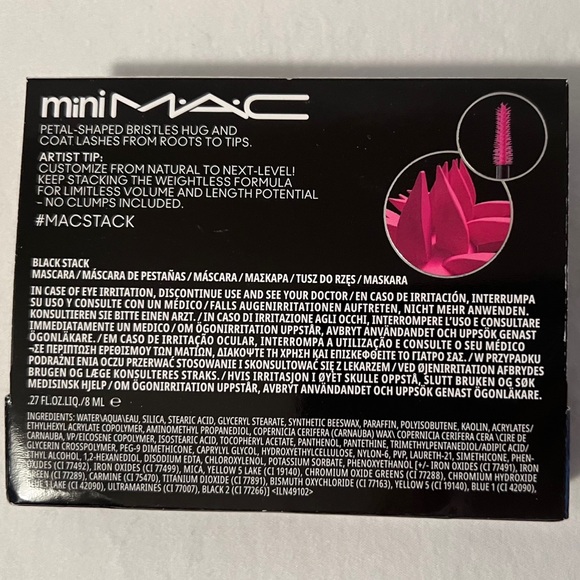 mini M·A·C
PETAL-SHAPED BRISTLES HUG AND
COAT LASHES FROM ROOTS TO TIPS.
ARTIST TIP:
CUSTOMIZE FROM NATURAL TO NEXT-LEVEL!
KEEP STACKING THE WEIGHTLESS FORMULA
FOR LIMITLESS VOLUME AND LENGTH POTENTIAL
– NO CLUMPS INCLUDED.
#MACSTACK
BLACK STACK
MASCARA / MÁSCARA DE PESTAÑAS / MÁSCARA / ΜΑΣΚΑΡΑ / TUSZ DO RZĘS / MASKARA
IN CASE OF EYE IRRITATION, DISCONTINUE USE AND SEE YOUR DOCTOR / EN CASO DE IRRITACIÓN, INTERRUMPA
SU USO Y CONSULTE CON UN MÉDICO / FALLS AUGENIRRITATIONEN AUFTRETEN, NICHT MEHR ANWENDEN.
KONSULTIEREN SIE BITTE EINEN ARZT. / IN CASO DI IRRITAZIONE AGLI OCCHI, INTERROMPERE L'USO E CONSULTARE
IMMEDIATAMENTE UN MEDICO / OM ÖGONIRRITATION UPPSTÅR, AVBRYT ANVÄNDANDET OCH UPPSÖK GENAST
ÖGONLÄKARE. / EM CASO DE IRRITAÇÃO OCULAR, INTERROMPA A UTILIZAÇÃO E CONSULTE O SEU MÉDICO
/ ΣΕ ΠΕΡΙΠΤΩΣΗ ΕΡΕΘΙΣΜΟΥ ΤΩΝ ΜΑΤΙΩΝ, ΔΙΑΚΟΨΤΕ ΤΗ ΧΡΗΣΗ ΚΑΙ ΕΠΙΣΚΕΦΘΕΙΤΕ ΤΟ ΓΙΑΤΡΟ ΣΑΣ. / W PRZYPADKU
PODRAŻNIENIA OCZU PRZERWAĆ STOSOWANIE I SKONSULTOWAĆ SIĘ Z LEKARZEM / VED ØJENIRRITATION AFBRYDES
BRUGEN OG LÆGE KONSULTERES STRAKS. / HVIS IRRITASJON I ØYET SKULLE OPPSTÅ, SLUTT BRUKEN OG SØK
MEDISINSK HJELP / OM ÖGONIRRITATION UPPSTÅR, AVBRYT ANVÄNDANDET OCH UPPSÖK GENAST ÖGONLÄKARE.
.27 FL.OZ.LIQ./8 ML ℮
INGREDIENTS: WATER\AQUA\EAU, SILICA, STEARIC ACID, GLYCERYL STEARATE, SYNTHETIC BEESWAX, PARAFFIN, POLYISOBUTENE, KAOLIN, ACRYLATES/
ETHYLHEXYL ACRYLATE COPOLYMER, AMINOMETHYL PROPANEDIOL, COPERNICIA CERIFERA (CARNAUBA) WAX\COPERNICIA CERIFERA CERA\CIRE DE
CARNAUBA, VP/EICOSENE COPOLYMER, ISOSTEARIC ACID, TOCOPHERYL ACETATE, PANTHENOL, PANTETHINE, TRIMETHYLPENTANEDIOL/ADIPIC ACID/
GLYCERIN CROSSPOLYMER, PEG-9 DIMETHICONE, CAPRYLYL GLYCOL, HYDROXYETHYLCELLULOSE, NYLON-6, PVP, LAURETH-21, SIMETHICONE, PHEN-
ETHYL ALCOHOL, 1,2-HEXANEDIOL, DISODIUM EDTA, CHLOROXYLENOL, POTASSIUM SORBATE, PHENOXYETHANOL [+/- IRON OXIDES (CI 77491), IRON
OXIDES (CI 77492), IRON OXIDES (CI 77499), MICA, YELLOW 5 LAKE (CI 19140), CHROMIUM OXIDE GREENS (CI 77288), CHROMIUM HYDROXIDE
GREEN (CI 77289), CARMINE (CI 75470), TITANIUM DIOXIDE (CI 77891), BISMUTH OXYCHLORIDE (CI 77163), YELLOW 5 (CI 19140), BLUE 1 (CI 42090),
BLUE 1 LAKE (CI 42090), ULTRAMARINES (CI 77007), BLACK 2 (CI 77266)] <ILN49102>